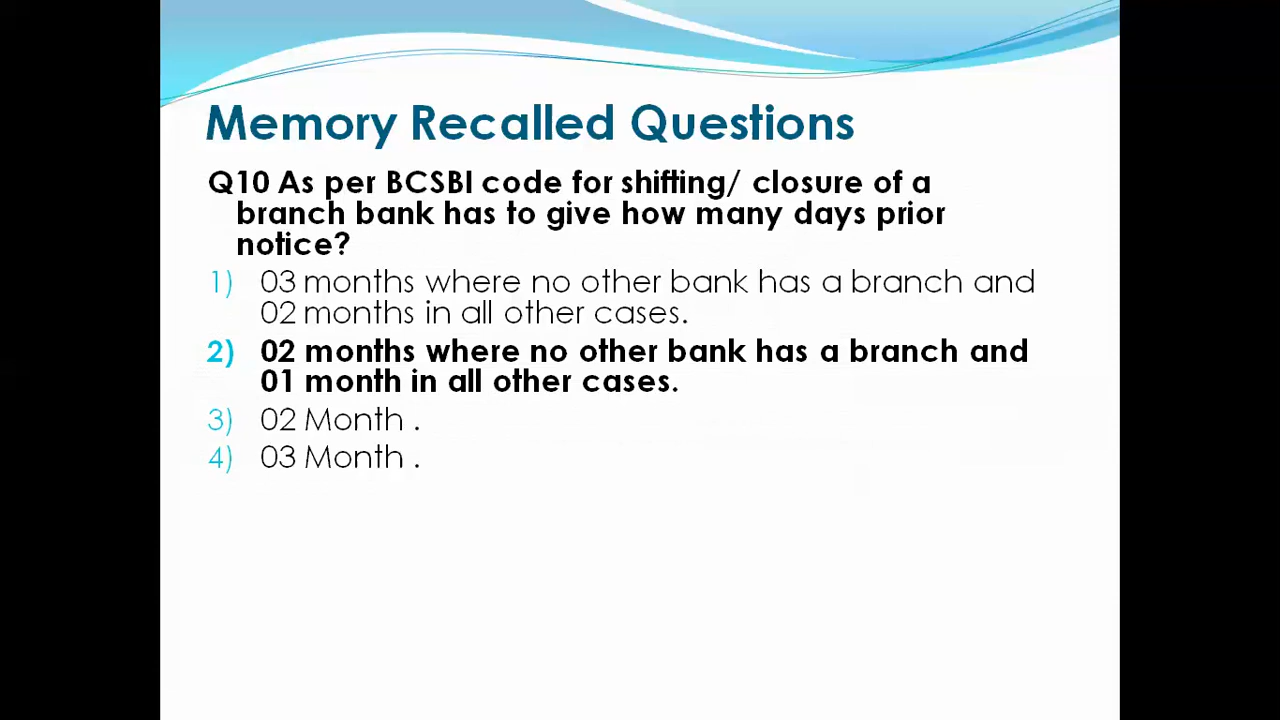 Memory Recalled Questions
Q10 As per BCSBI code for shifting/ closure of a
branch bank has to give how many days prior
notice?
1) 03 months where no other bank has a branch and
02 months in all other cases.
2) 02 months where no other bank has a branch and
01 month in all other cases.
3) 02 Month .
4) 03 Month .